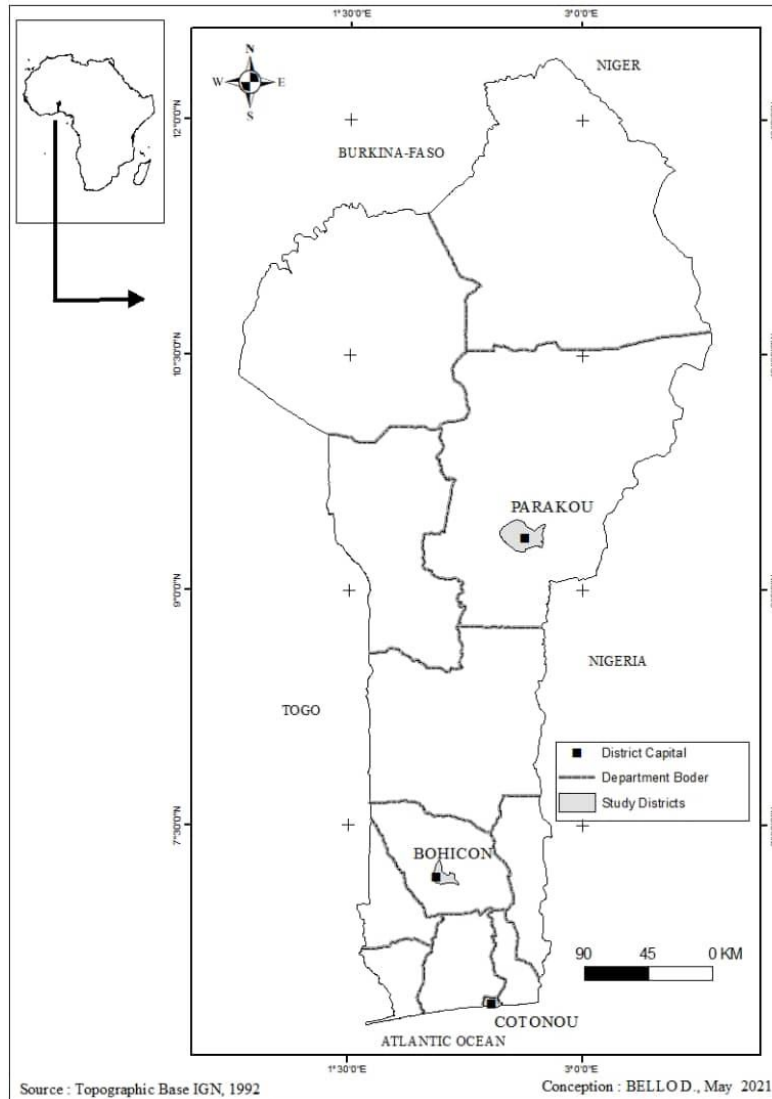 1°30'0"E 3°0'0"E
NIGER
N
W E
S
12°0'0"N
BURKINA-FASO
10°30'0"N
PARAKOU
9°0'0"N
NIGERIA
TOGO
District Capital
Department Boder
Study Districts
7°30'0"N
BOHICON
90 45 0 KM
COTONOU
ATLANTIC OCEAN
1°30'0"E 3°0'0"E
Source : Topographic Base IGN, 1992 Conception : BELLO D., May 2021